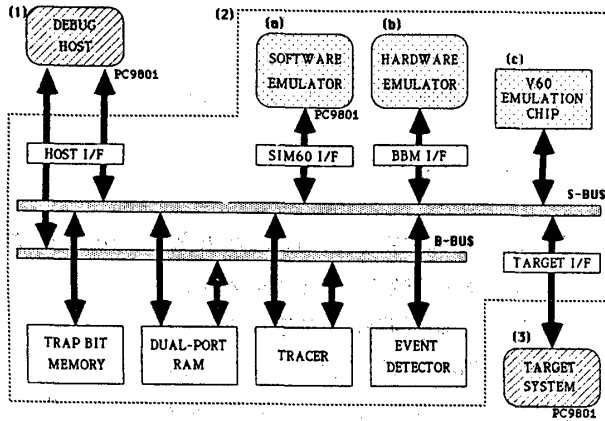 (1)
DEBUG
HOST
PC9801
(2)
(a)
SOFTWARE
EMULATOR
PC9801
(b)
HARDWARE
EMULATOR
(c)
V60
EMULATION
CHIP
HOST I/F
SIM60 I/F
BBM I/F
S-BUS
B-BUS
TARGET I/F
TRAP BIT
MEMORY
DUAL-PORT
RAM
TRACER
EVENT
DETECTOR
(3)
TARGET
SYSTEM
PC9801